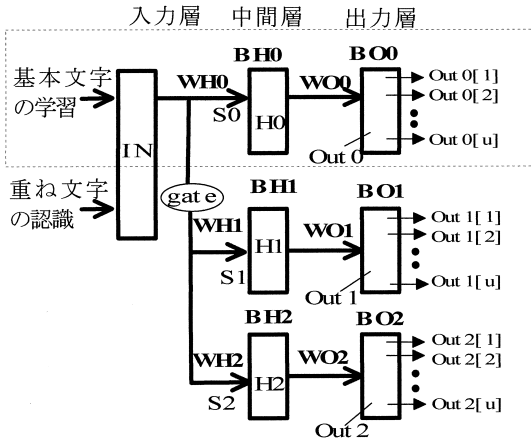 入力層 中間層 出力層
BH0 BO0
基本文字
の学習
WH0 WO0
S0
IN
H0
Out 0
Out 0[ 1]
Out 0[ 2]
Out 0[ u]
重ね文字
の認識
gate
BH1 BO1
WH1 WO1
S1
H1
Out 1
Out 1[ 1]
Out 1[ 2]
Out 1[ u]
BH2 BO2
WH2 WO2
S2
H2
Out 2
Out 2[ 1]
Out 2[ 2]
Out 2[ u]